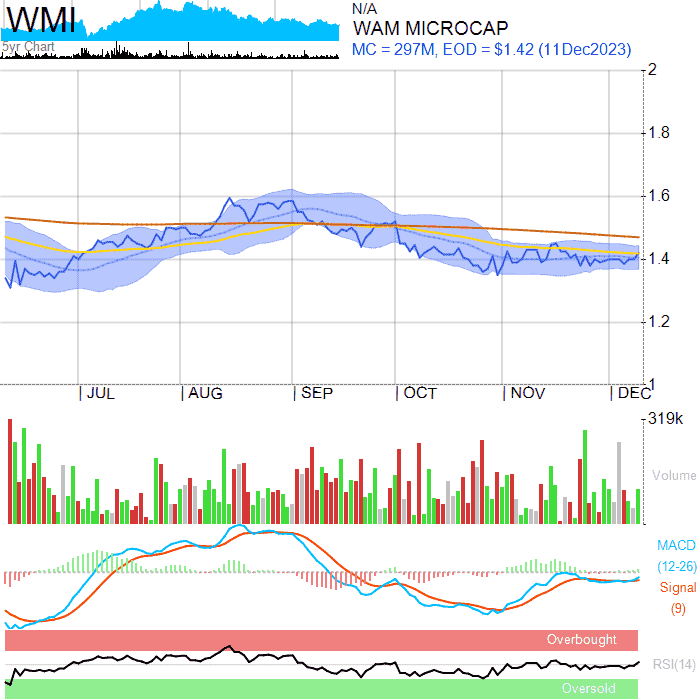 WMI
5yr Chart
N/A
WAM MICROCAP
MC = 297M, EOD = $1.42 (11Dec2023)
2
1.8
1.6
1.4
1.2
1
JUL AUG SEP OCT NOV DEC
319k
Volume
MACD
(12-26)
Signal
(9)
Overbought
RSI(14)
Oversold